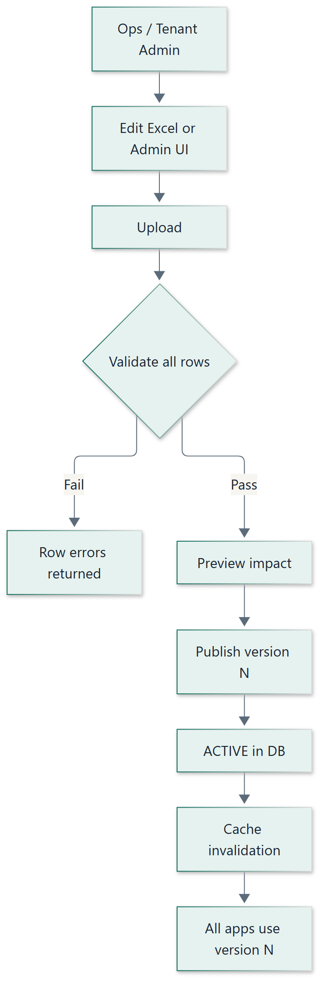 Ops / Tenant
Admin
Edit Excel or
Admin UI
Upload
Validate all rows
Fail
Pass
Row errors
returned
Preview impact
Publish version
N
ACTIVE in DB
Cache
invalidation
All apps use
version N